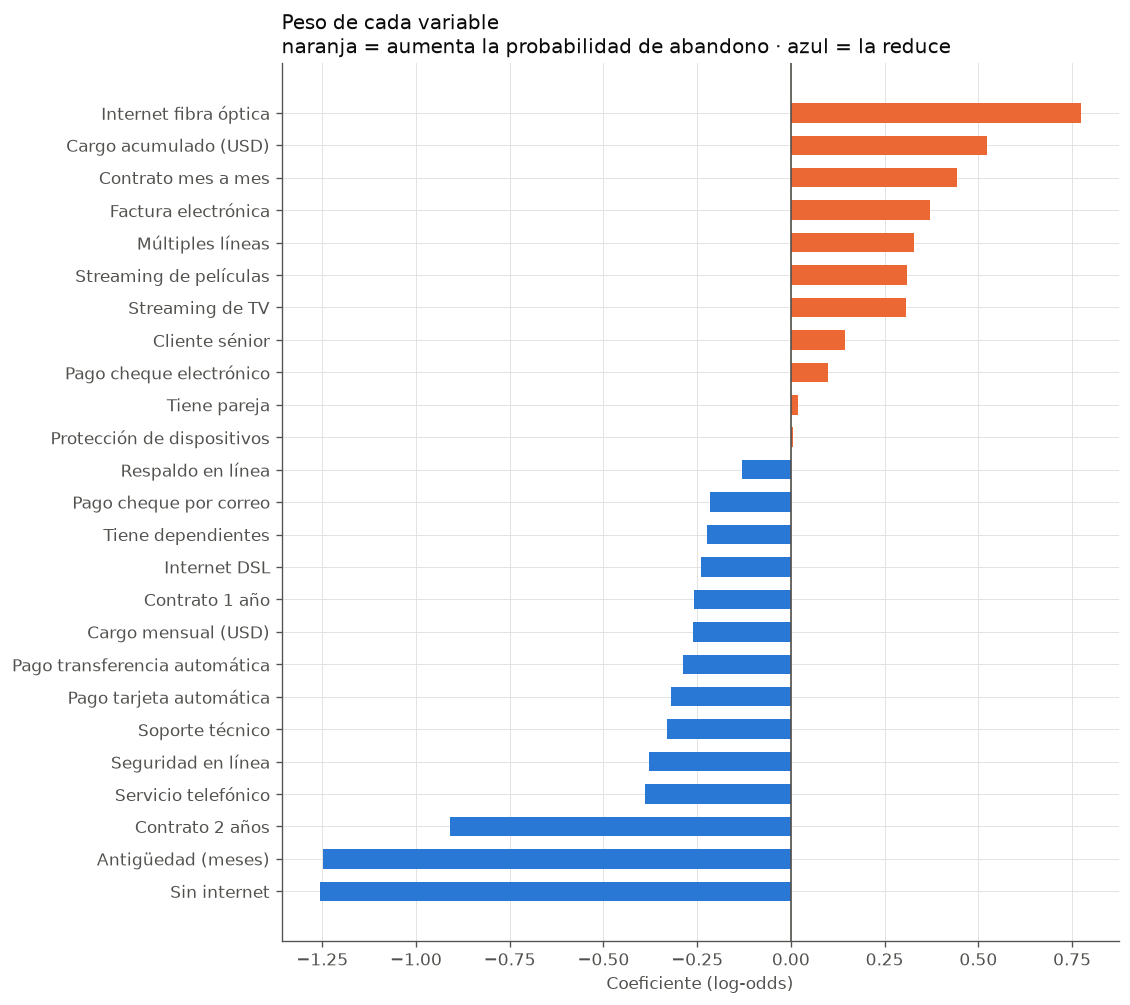 Peso de cada variable
naranja = aumenta la probabilidad de abandono · azul = la reduce
Internet fibra óptica
Cargo acumulado (USD)
Contrato mes a mes
Factura electrónica
Múltiples líneas
Streaming de películas
Streaming de TV
Cliente sénior
Pago cheque electrónico
Tiene pareja
Protección de dispositivos
Respaldo en línea
Pago cheque por correo
Tiene dependientes
Internet DSL
Contrato 1 año
Cargo mensual (USD)
Pago transferencia automática
Pago tarjeta automática
Soporte técnico
Seguridad en línea
Servicio telefónico
Contrato 2 años
Antigüedad (meses)
Sin internet
−1.25 −1.00 −0.75 −0.50 −0.25 0.00 0.25 0.50 0.75
Coeficiente (log-odds)